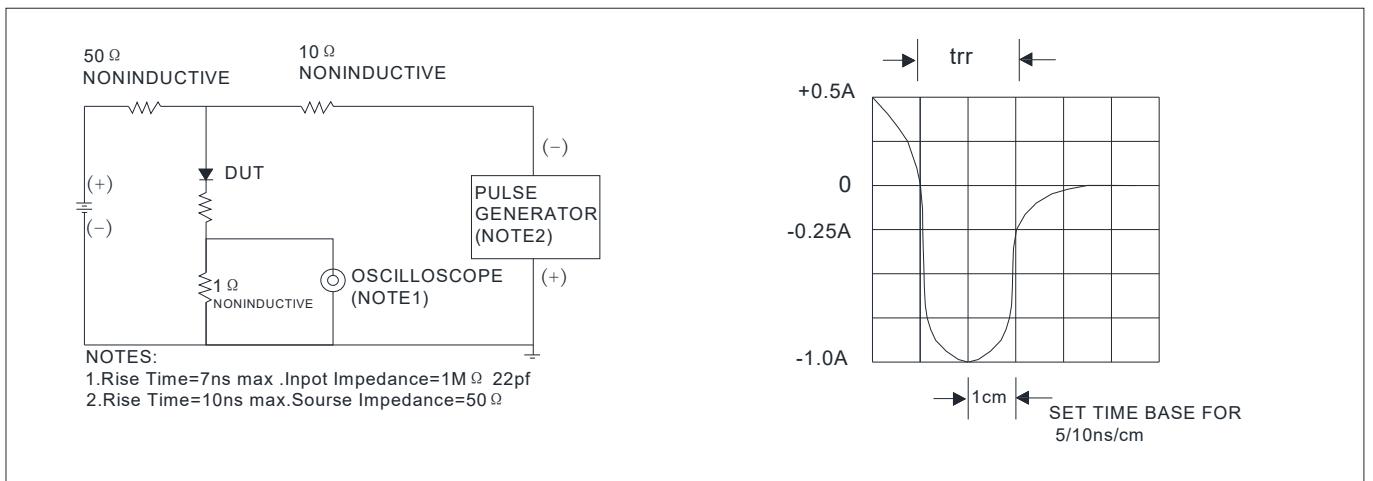 50 Ω
NONINDUCTIVE
10 Ω
NONINDUCTIVE
(+)
(−)
DUT
1 Ω
NONINDUCTIVE
OSCILLOSCOPE
(NOTE1)
(−)
PULSE
GENERATOR
(NOTE2)
(+)
NOTES:
1.Rise Time=7ns max .Inpot Impedance=1M Ω 22pf
2.Rise Time=10ns max.Sourse Impedance=50 Ω
trr
+0.5A
0
-0.25A
-1.0A
1cm
SET TIME BASE FOR
5/10ns/cm